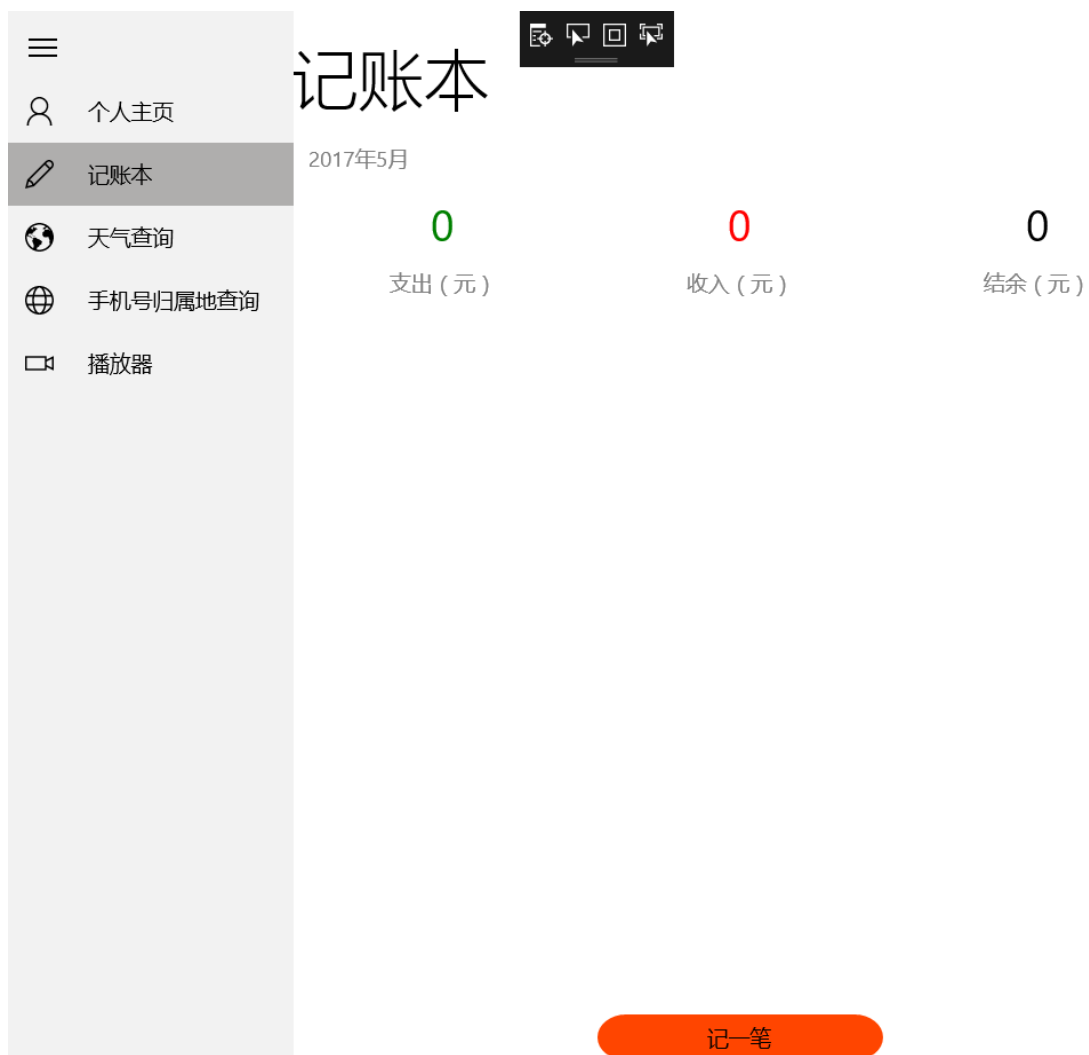 记账本
个人主页
记账本
天气查询
手机号归属地查询
播放器
2017年5月
0
0
0
支出 ( 元 )
收入 ( 元 )
结余 ( 元 )
记一笔